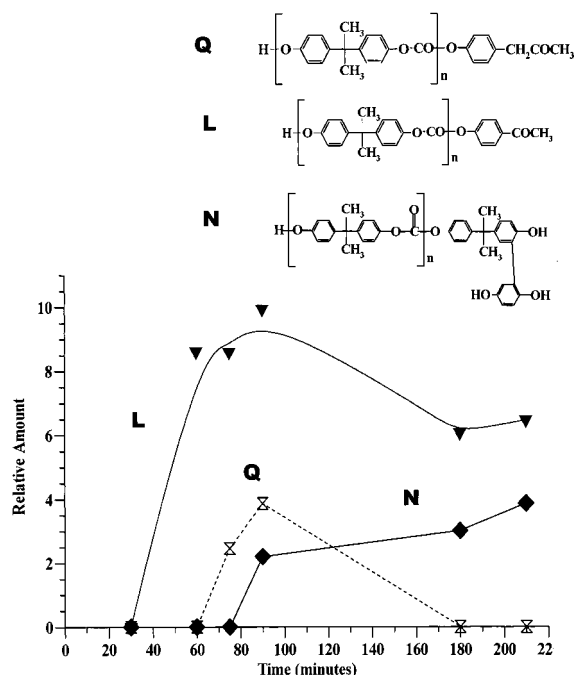 Q
CH3
H
O
C
CH3
O-CO
O
CH2COCH3
n
L
CH3
H
O
CH3
O-CO
O
COCH3
n
N
CH3
O
H
O
CH3
O-C
O
n
CH3
OH
CH3
HO
OH
10
8
6
4
2
0
L
Q
N
Relative Amount
0 20 40 60 80 100 120 140 160 180 200 22
Time (minutes)